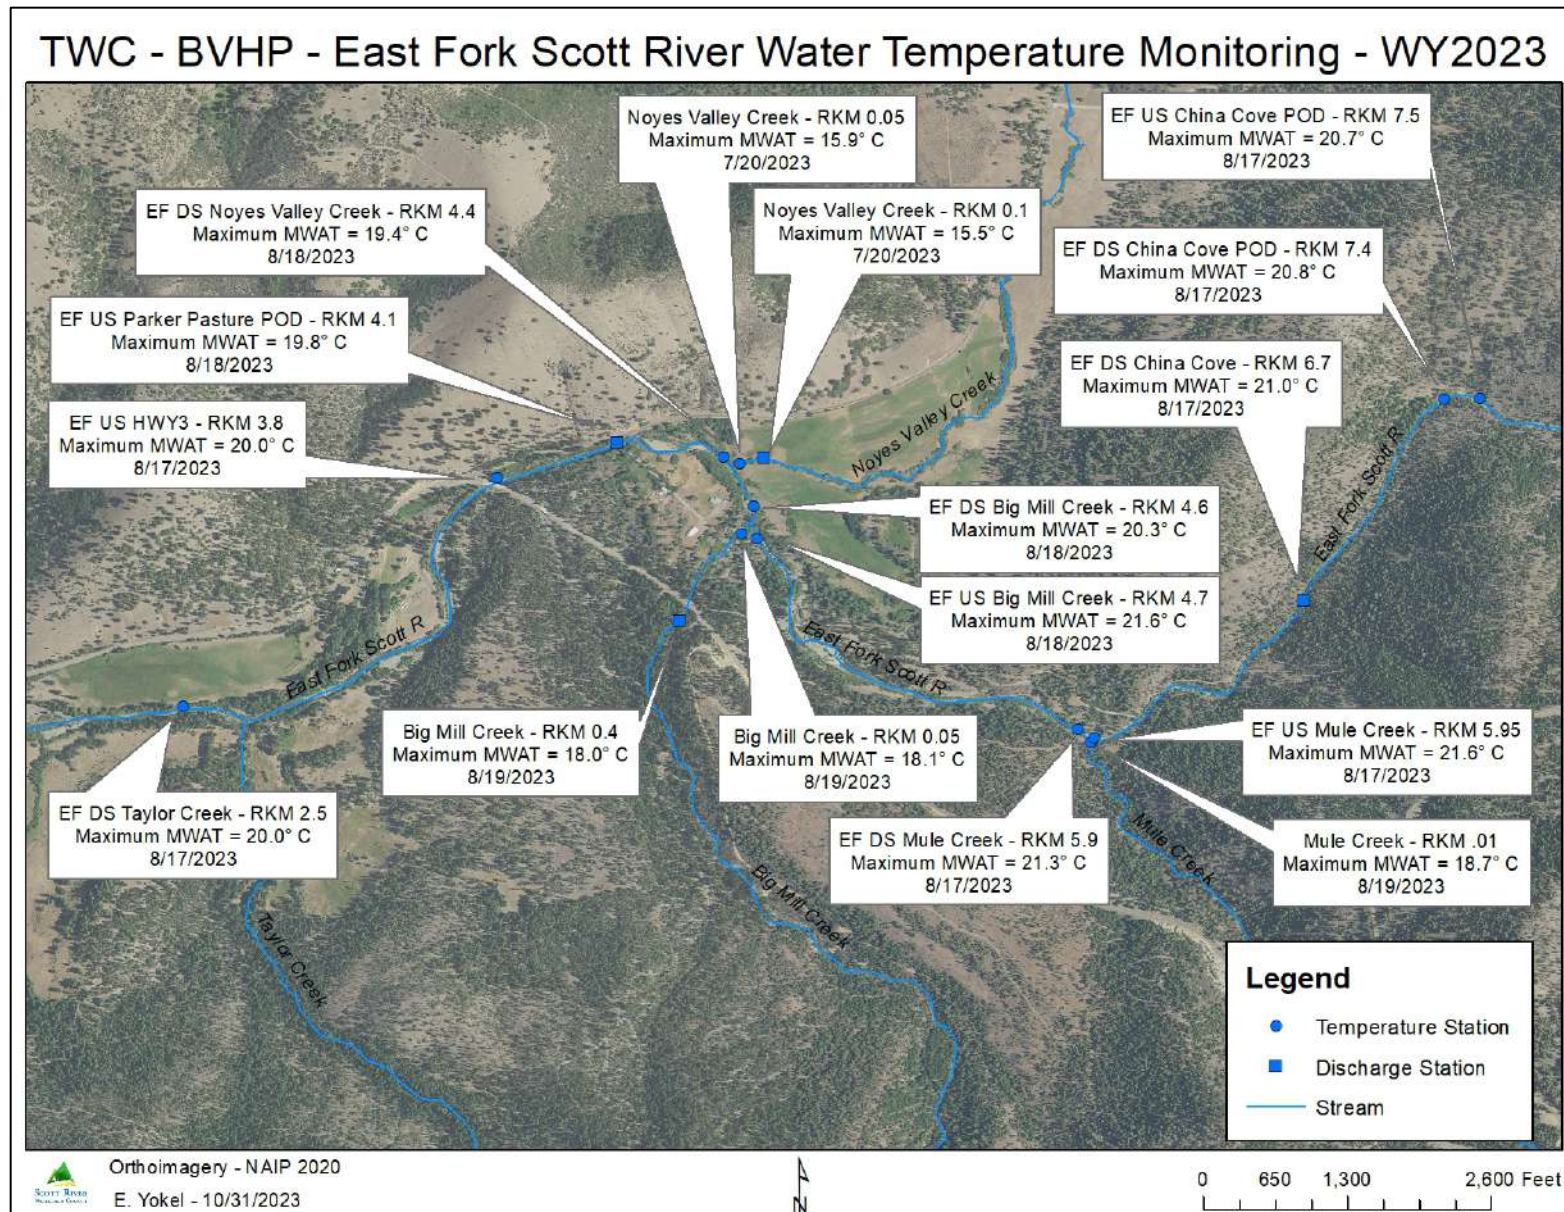 TWC - BVHP - East Fork Scott River Water Temperature Monitoring - WY2023
Noyes Valley Creek - RKM 0.05
Maximum MWAT = 15.9° C
7/20/2023
EF US China Cove POD - RKM 7.5
Maximum MWAT = 20.7° C
8/17/2023
EF DS Noyes Valley Creek - RKM 4.4
Maximum MWAT = 19.4° C
8/18/2023
Noyes Valley Creek - RKM 0.1
Maximum MWAT = 15.5° C
7/20/2023
EF DS China Cove POD - RKM 7.4
Maximum MWAT = 20.8° C
8/17/2023
EF US Parker Pasture POD - RKM 4.1
Maximum MWAT = 19.8° C
8/18/2023
EF DS China Cove - RKM 6.7
Maximum MWAT = 21.0° C
8/17/2023
EF US HWY3 - RKM 3.8
Maximum MWAT = 20.0° C
8/17/2023
Noyes Valley Creek
East Fork Scott R
EF DS Big Mill Creek - RKM 4.6
Maximum MWAT = 20.3° C
8/18/2023
EF US Big Mill Creek - RKM 4.7
Maximum MWAT = 21.6° C
8/18/2023
East Fork Scott R
East Fork Scott R
Big Mill Creek - RKM 0.4
Maximum MWAT = 18.0° C
8/19/2023
Big Mill Creek - RKM 0.05
Maximum MWAT = 18.1° C
8/19/2023
EF US Mule Creek - RKM 5.95
Maximum MWAT = 21.6° C
8/17/2023
EF DS Taylor Creek - RKM 2.5
Maximum MWAT = 20.0° C
8/17/2023
EF DS Mule Creek - RKM 5.9
Maximum MWAT = 21.3° C
8/17/2023
Mule Creek - RKM .01
Maximum MWAT = 18.7° C
8/19/2023
Mule Creek
Big Mill Creek
Taylor Creek
Legend
Temperature Station
Discharge Station
Stream
Orthoimagery - NAIP 2020
E. Yokel - 10/31/2023
SCOTT RIVER
WATERSHED COUNCIL
N
0 650 1,300 2,600 Feet